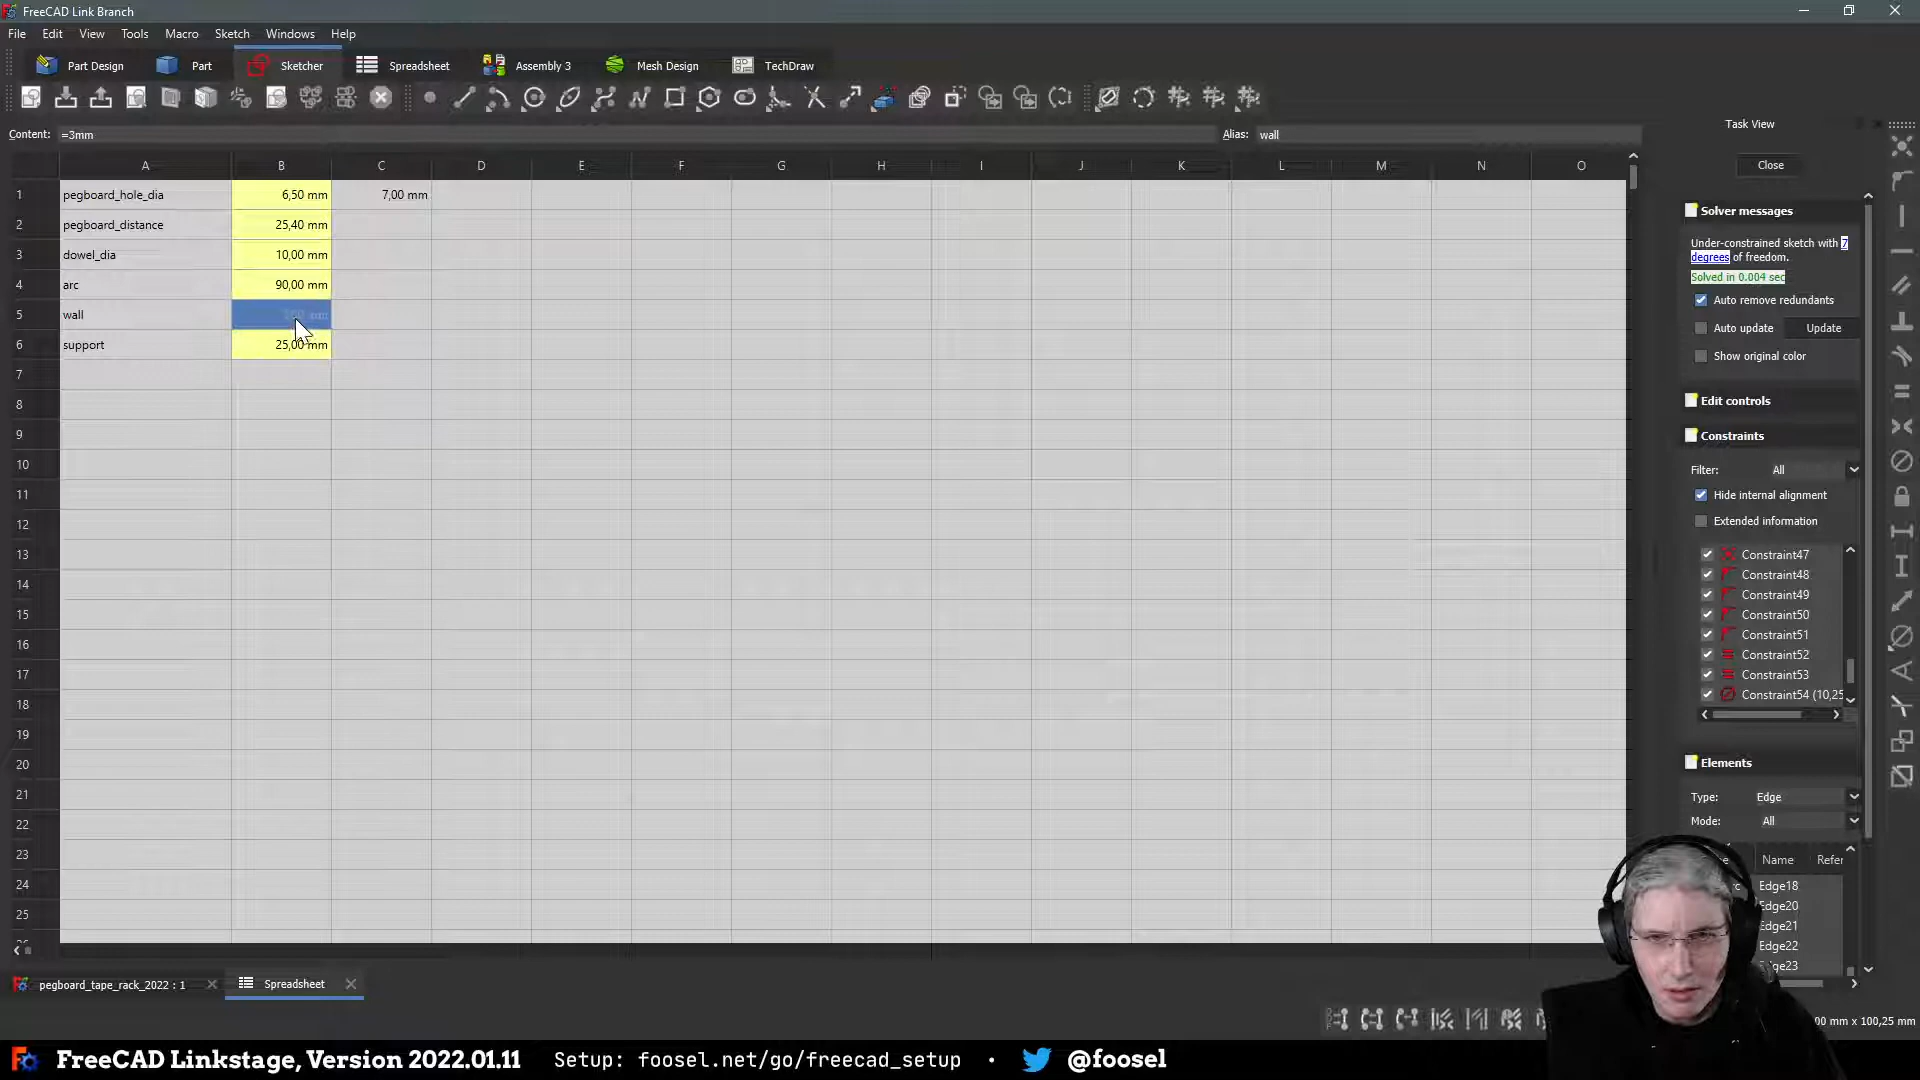 FreeCAD Link Branch
File Edit View Tools Macro Sketch Windows Help
Part Design Part Sketcher Spreadsheet Assembly 3 Mesh Design TechDraw
Content: =3mm Alias: wall
A B C D E F G H I J K L M N O
1 pegboard_hole_dia 6,50 mm 7,00 mm
2 pegboard_distance 25,40 mm
3 dowel_dia 10,00 mm
4 arc 90,00 mm
5 wall mm
6 support 25,00 mm
7
8
9
10
11
12
13
14
15
16
17
18
19
20
21
22
23
24
25
Task View
Close
Solver messages
Under-constrained sketch with 7
degrees of freedom.
Solved in 0.004 sec
Auto remove redundants
Auto update Update
Show original color
Edit controls
Constraints
Filter: All
Hide internal alignment
Extended information
Constraint47
Constraint48
Constraint49
Constraint50
Constraint51
Constraint52
Constraint53
Constraint54 (10,25
Elements
Type: Edge
Mode: All
Name Refer
Edge18
Edge20
Edge21
Edge22
Edge23
pegboard_tape_rack_2022 : 1 Spreadsheet
00 mm x 100,25 mm
FreeCAD Linkstage, Version 2022.01.11 Setup: foosel.net/go/freecad_setup • @foosel